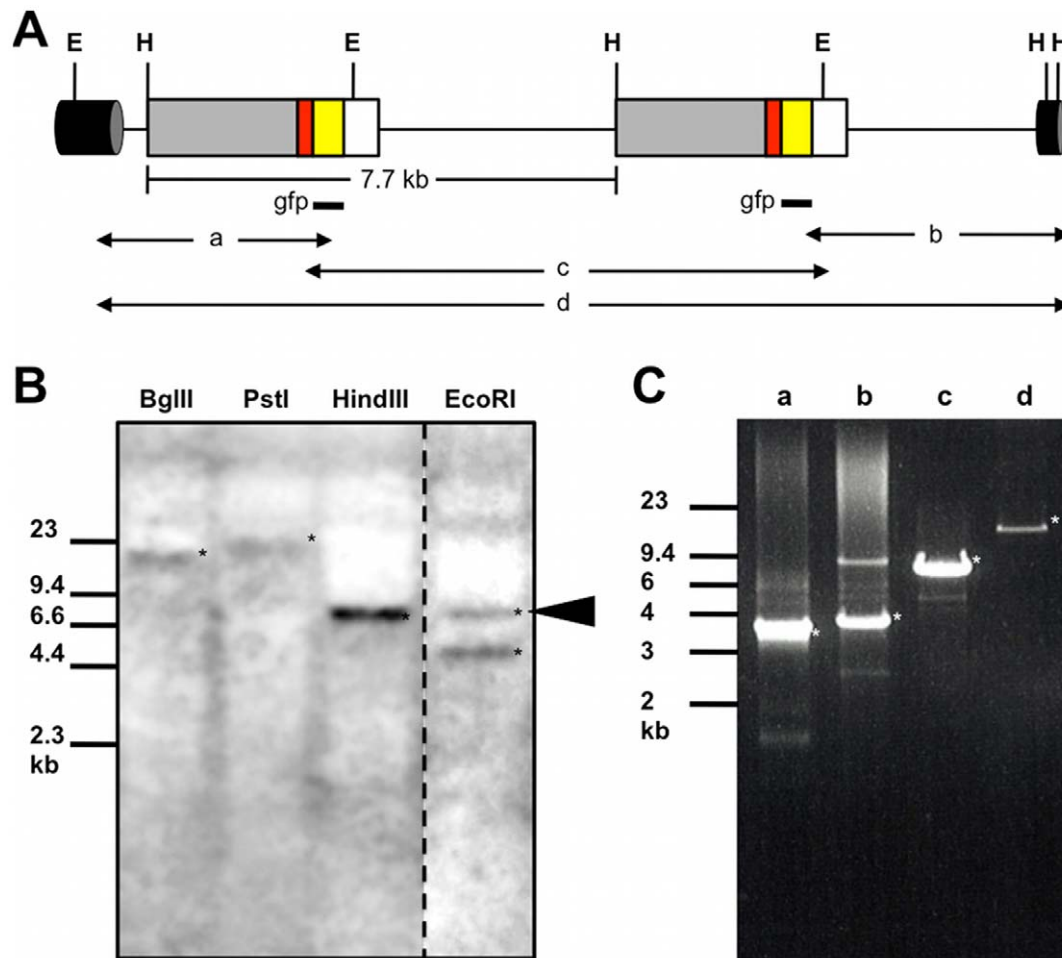 A
E H E H E H H
7.7 kb
gfp gfp
a b
c
d
B
BglII PstI HindIII EcoRI
23
9.4
6.6
4.4
2.3
kb
* * * * *
C
a b c d
23
9.4
6
4
3
2
kb
* * * *